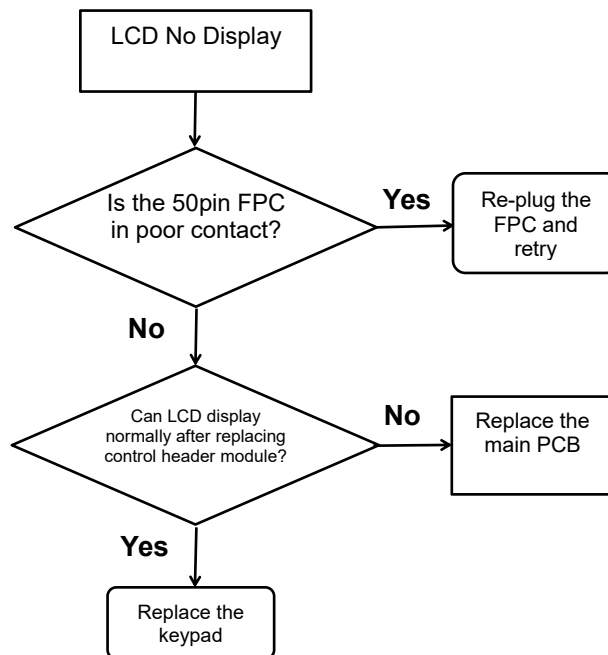 LCD No Display
Is the 50pin FPC
in poor contact?
Yes
Re-plug the
FPC and
retry
No
Can LCD display
normally after replacing
control header module?
No
Replace the
main PCB
Yes
Replace the
keypad